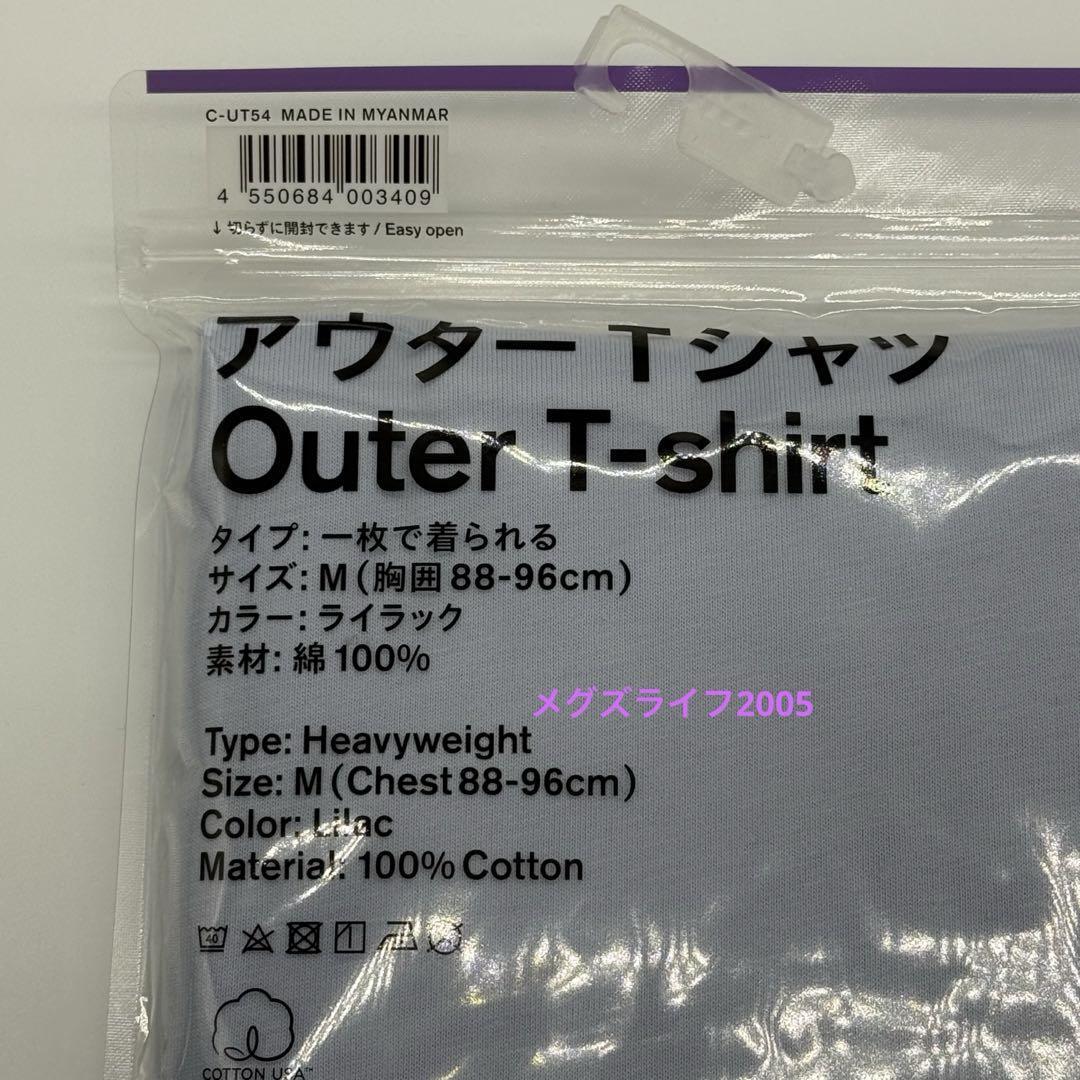 C-UT54 MADE IN MYANMAR
4 550684 003409
↓切らずに開封できます / Easy open
アウターTシャツ
Outer T-shirt
タイプ: 一枚で着られる
サイズ: M (胸囲 88-96cm)
カラー: ライラック
素材: 綿 100%
メグズライフ2005
Type: Heavyweight
Size: M (Chest 88-96cm)
Color: Lilac
Material: 100% Cotton
40
COTTON USA™